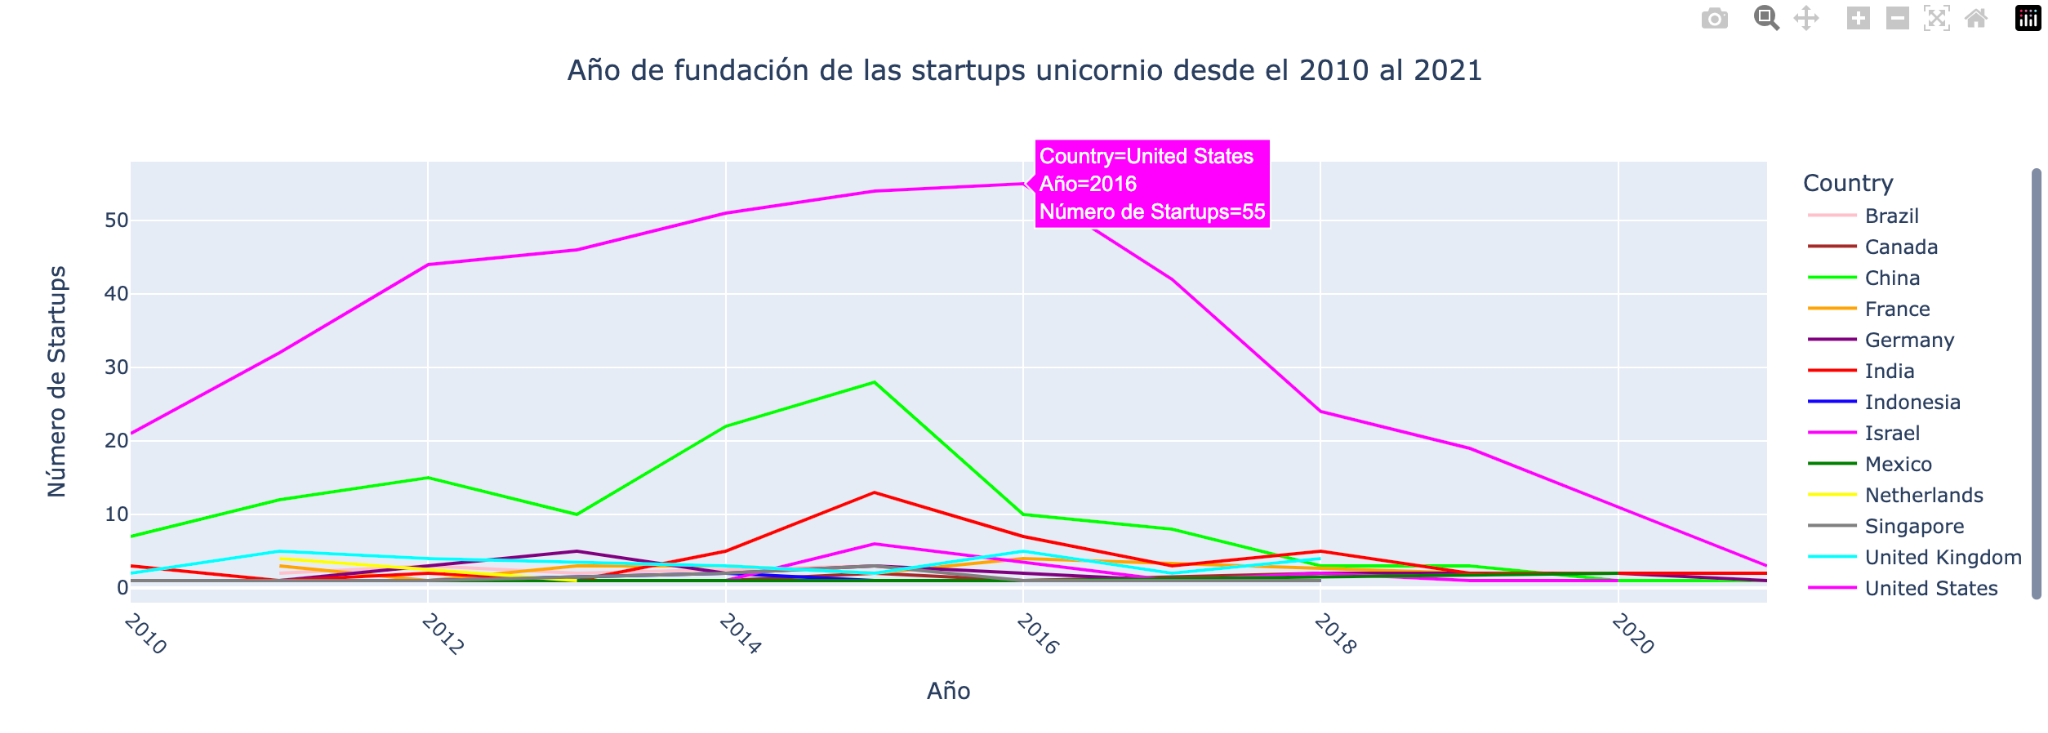 Año de fundación de las startups unicornio desde el 2010 al 2021
Country=United States
Año=2016
Número de Startups=55
Número de Startups
50
40
30
20
10
0
2010
2012
2014
2016
2018
2020
Año
Country
Brazil
Canada
China
France
Germany
India
Indonesia
Israel
Mexico
Netherlands
Singapore
United Kingdom
United States